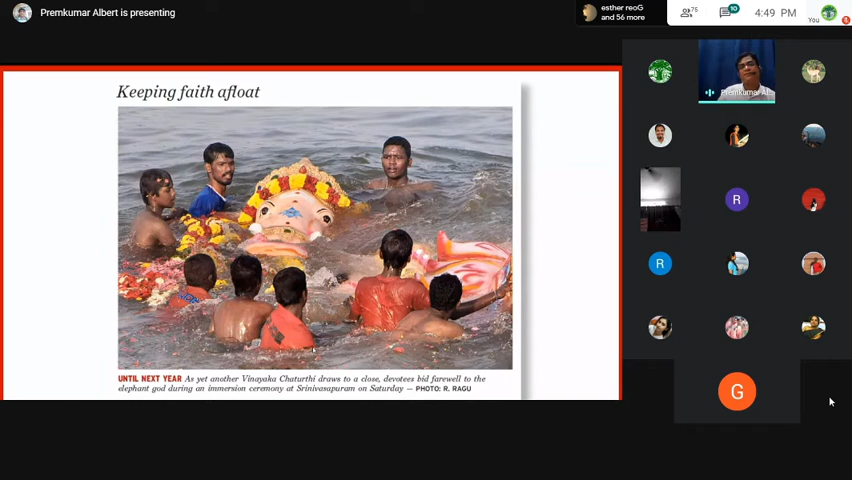 Premkumar Albert is presenting
esther reoG
and 56 more
75
10
4:49 PM
You
Keeping faith afloat
Premkumar Alb
R
R
G
UNTIL NEXT YEAR As yet another Vinayaka Chaturthi draws to a close, devotees bid farewell to the
elephant god during an immersion ceremony at Srinivasapuram on Saturday — PHOTO: R. RAGU